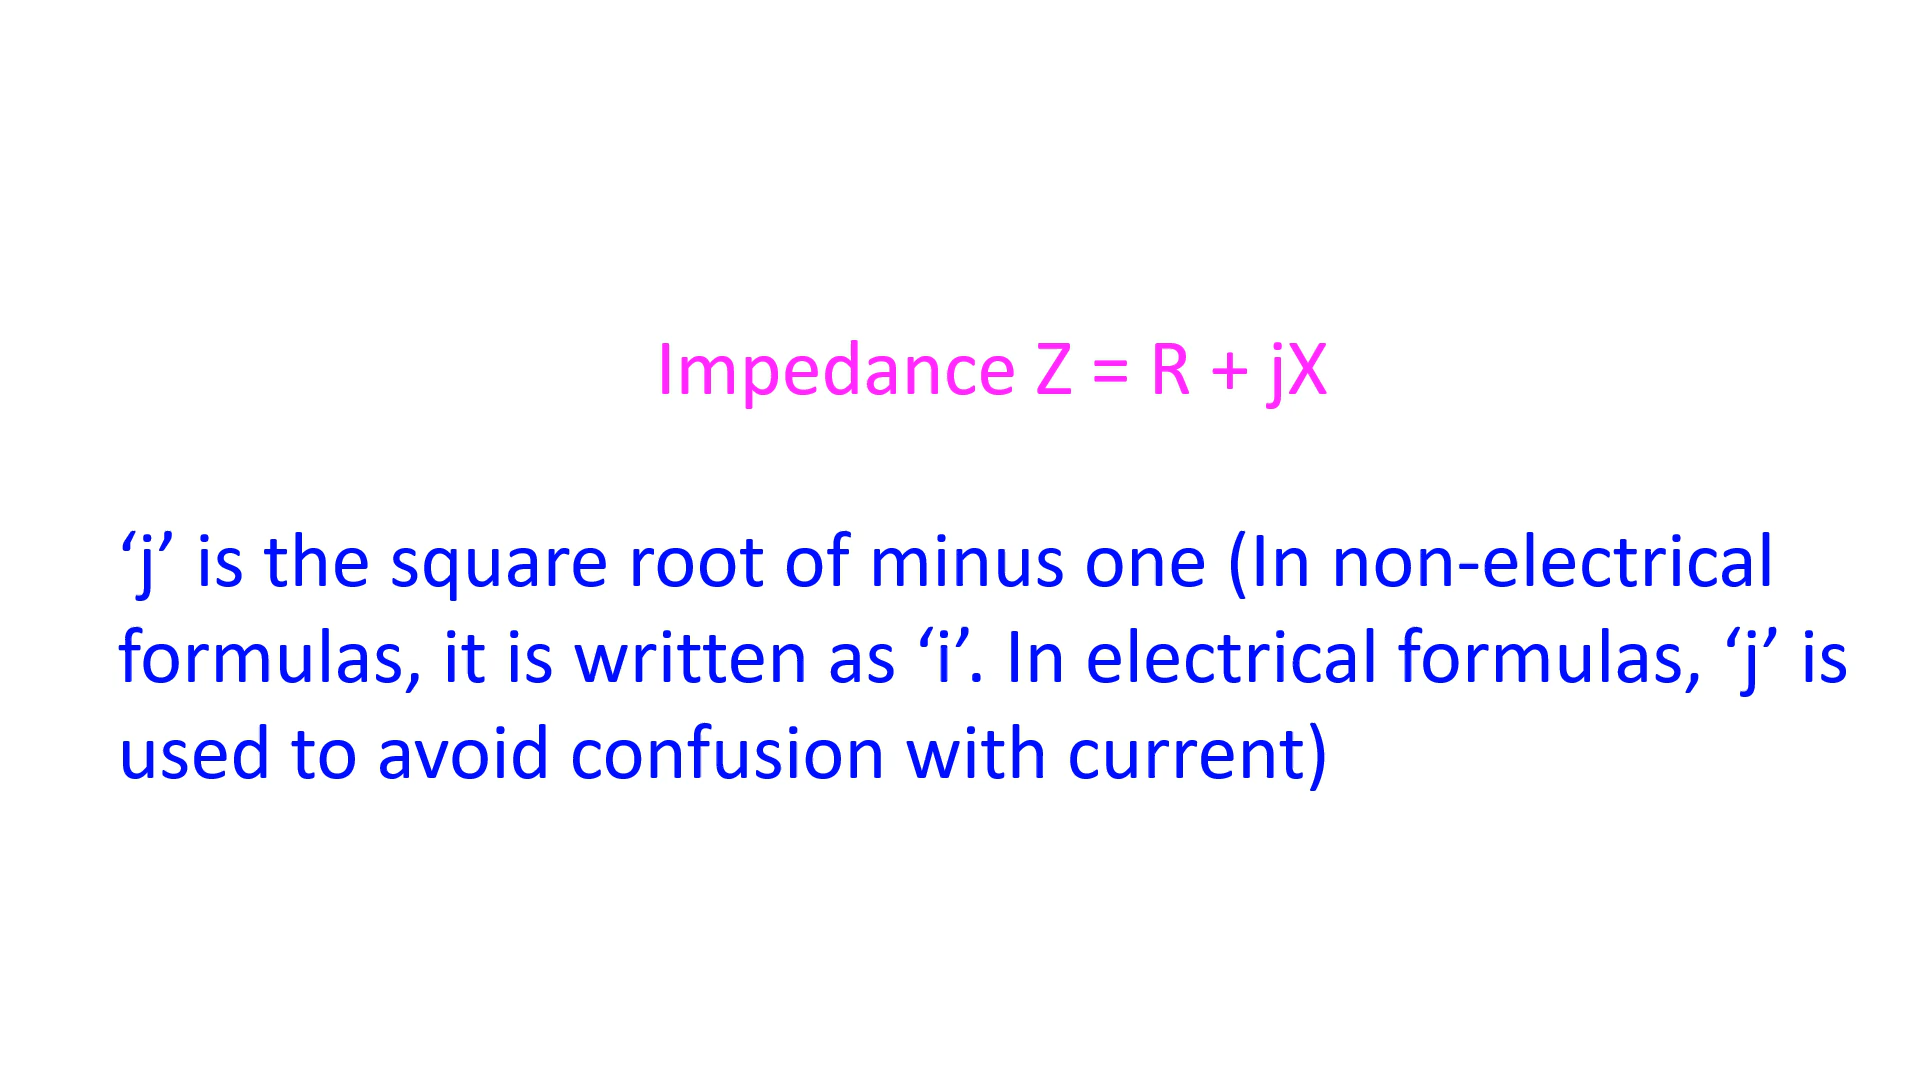 Impedance Z = R + jX
‘j’ is the square root of minus one (In non-electrical
formulas, it is written as ‘i’. In electrical formulas, ‘j’ is
used to avoid confusion with current)